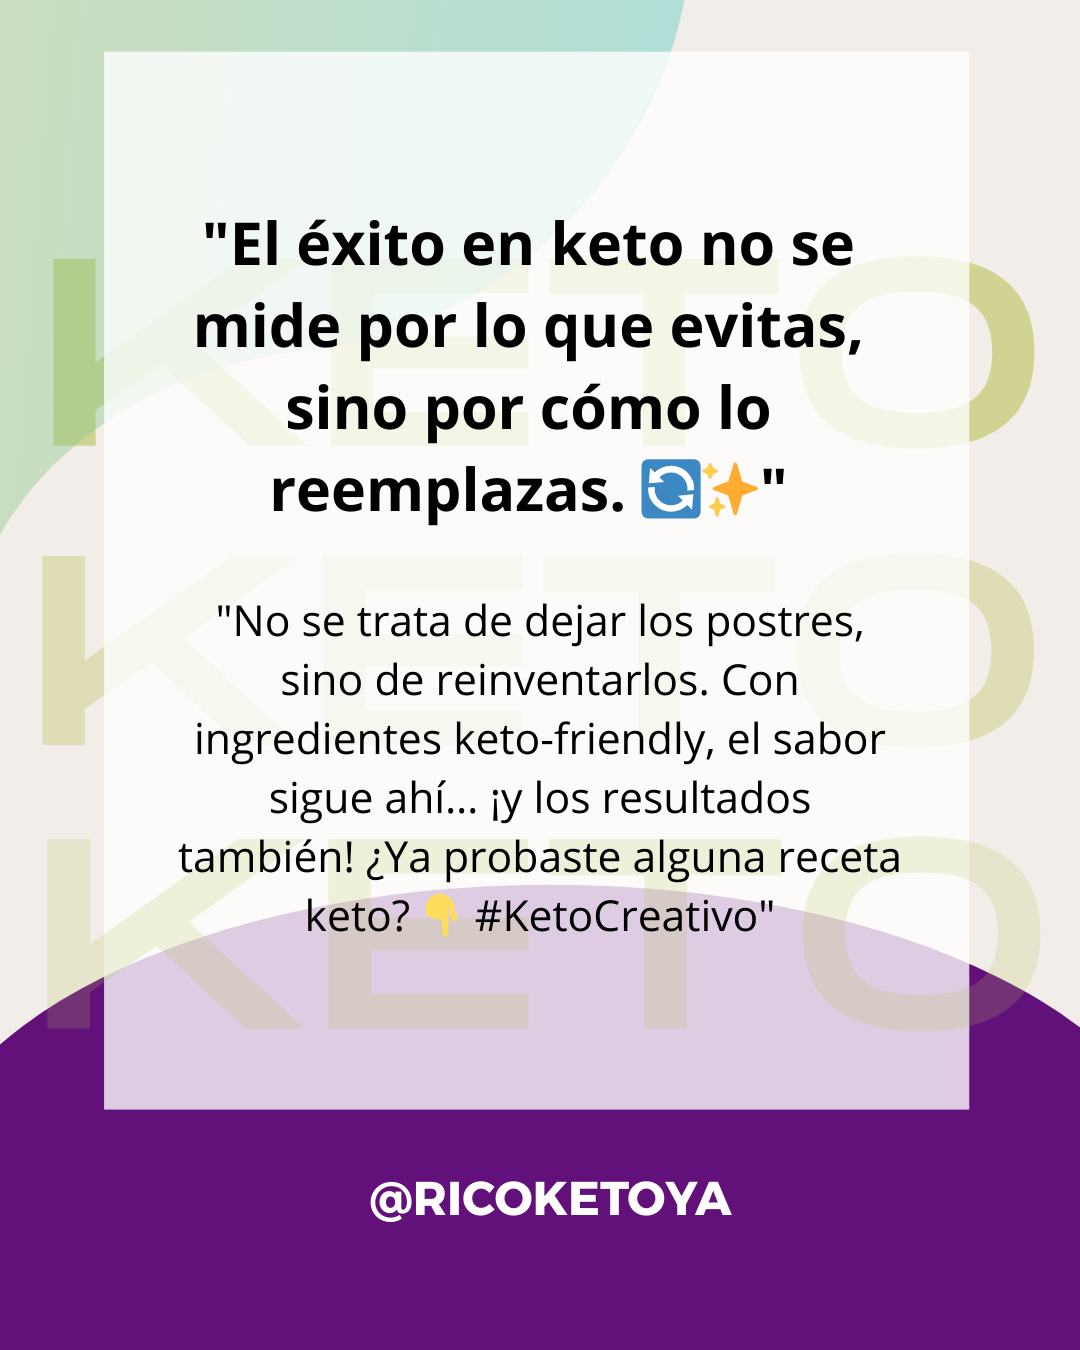 "El éxito en keto no se
mide por lo que evitas,
sino por cómo lo
reemplazas. 🔄✨"
"No se trata de dejar los postres,
sino de reinventarlos. Con
ingredientes keto-friendly, el sabor
sigue ahí... ¡y los resultados
también! ¿Ya probaste alguna receta
keto? 👇 #KetoCreativo"
KETO
KETO
KETO
@RICOKETOYA